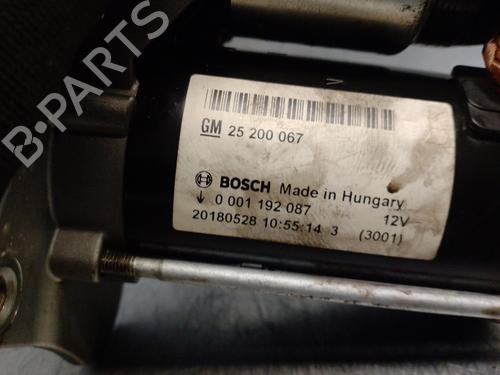 GM 25 200 067
BOSCH Made in Hungary
0 001 192 087 12V
20180528 10:55:14 3 (3001)
B-PARTS